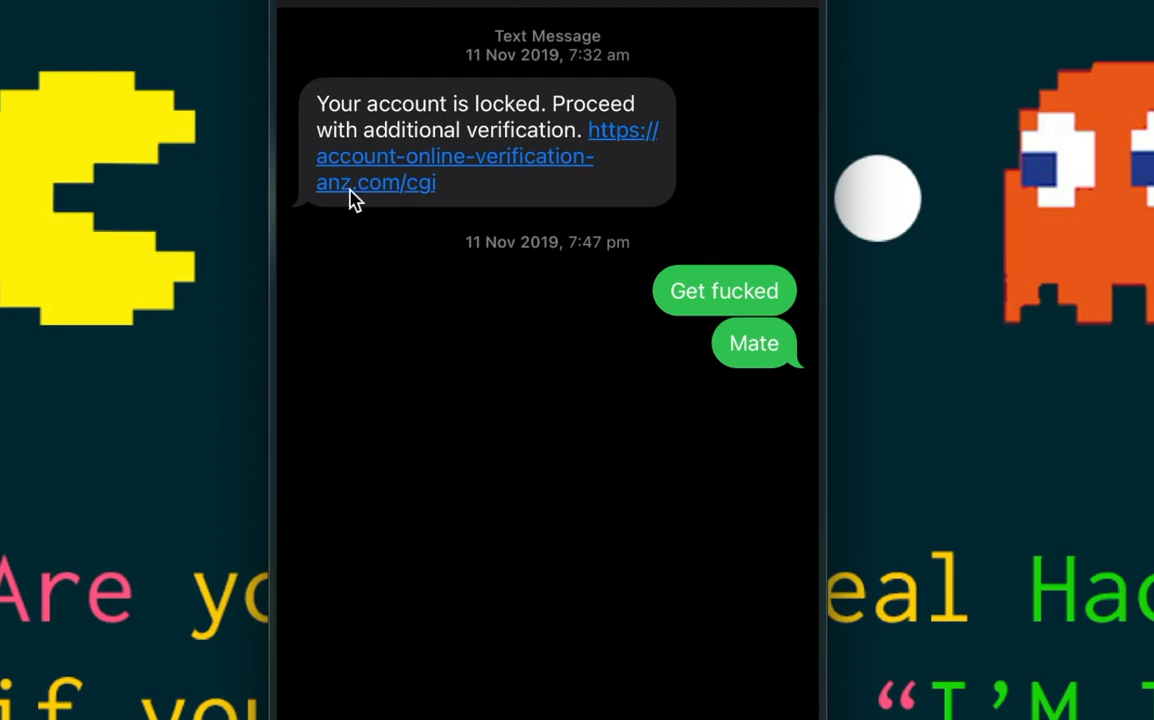 Text Message
11 Nov 2019, 7:32 am
Your account is locked. Proceed
with additional verification. https://
account-online-verification-
anz.com/cgi
11 Nov 2019, 7:47 pm
Get fucked
Mate
Are yo eal Hac
if you “I’M T